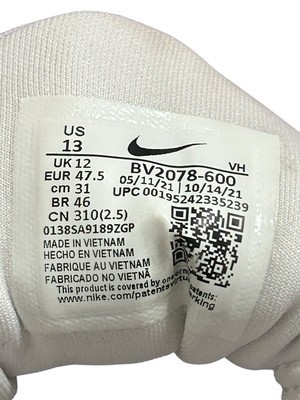 US
13
UK 12
EUR 47.5
cm 31
BR 46
CN 310(2.5)
0138SA9189ZGP
VH
BV2078-600
05/11/21 | 10/14/21
UPC 00195242335239
MADE IN VIETNAM
HECHO EN VIETNAM
FABRIQUE AU VIETNAM
FABRICADO NO VIETNÃ
This product is covered by one or
www.nike.com/patents